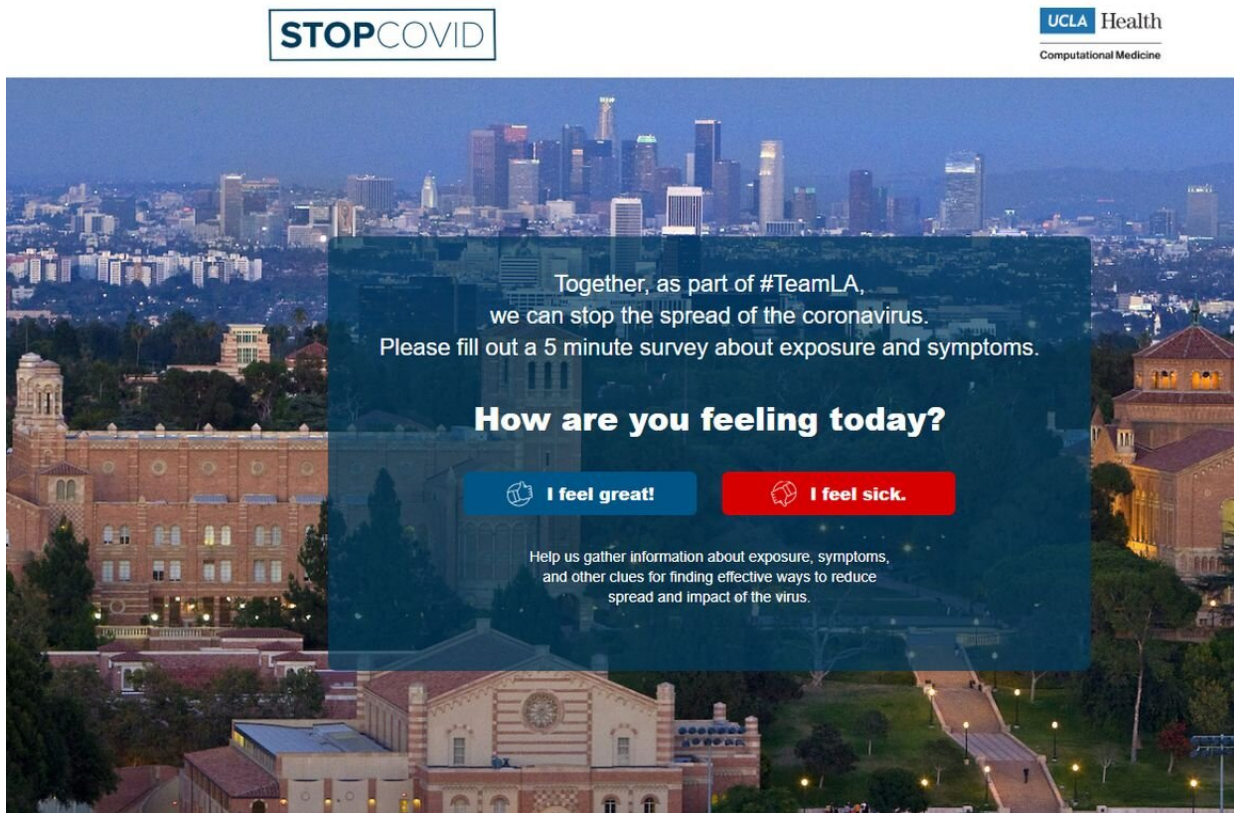 STOPCOVID
UCLA Health
Computational Medicine
Together, as part of #TeamLA,
we can stop the spread of the coronavirus.
Please fill out a 5 minute survey about exposure and symptoms.
How are you feeling today?
I feel great!
I feel sick.
Help us gather information about exposure, symptoms,
and other clues for finding effective ways to reduce
spread and impact of the virus.